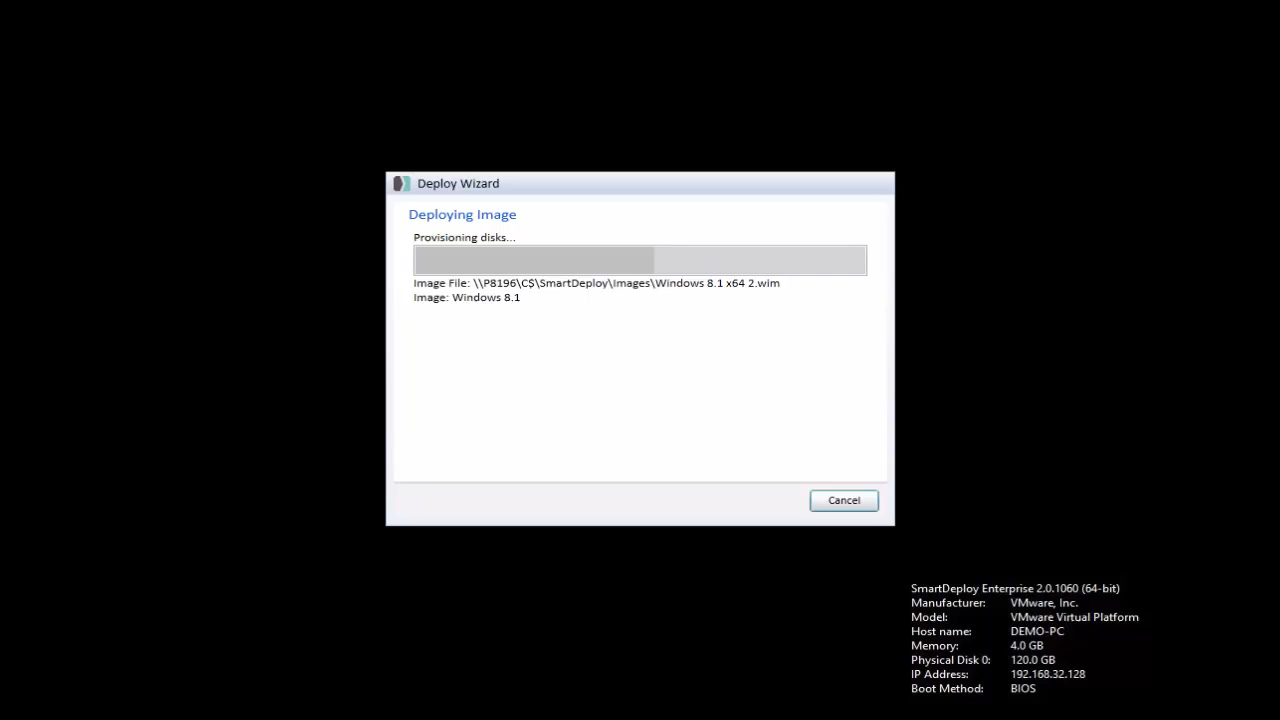 Deploy Wizard
Deploying Image
Provisioning disks...
Image File: \\P8196\C$\SmartDeploy\Images\Windows 8.1 x64 2.wim
Image: Windows 8.1
Cancel
SmartDeploy Enterprise 2.0.1060 (64-bit)
Manufacturer: VMware, Inc.
Model: VMware Virtual Platform
Host name: DEMO-PC
Memory: 4.0 GB
Physical Disk 0: 120.0 GB
IP Address: 192.168.32.128
Boot Method: BIOS